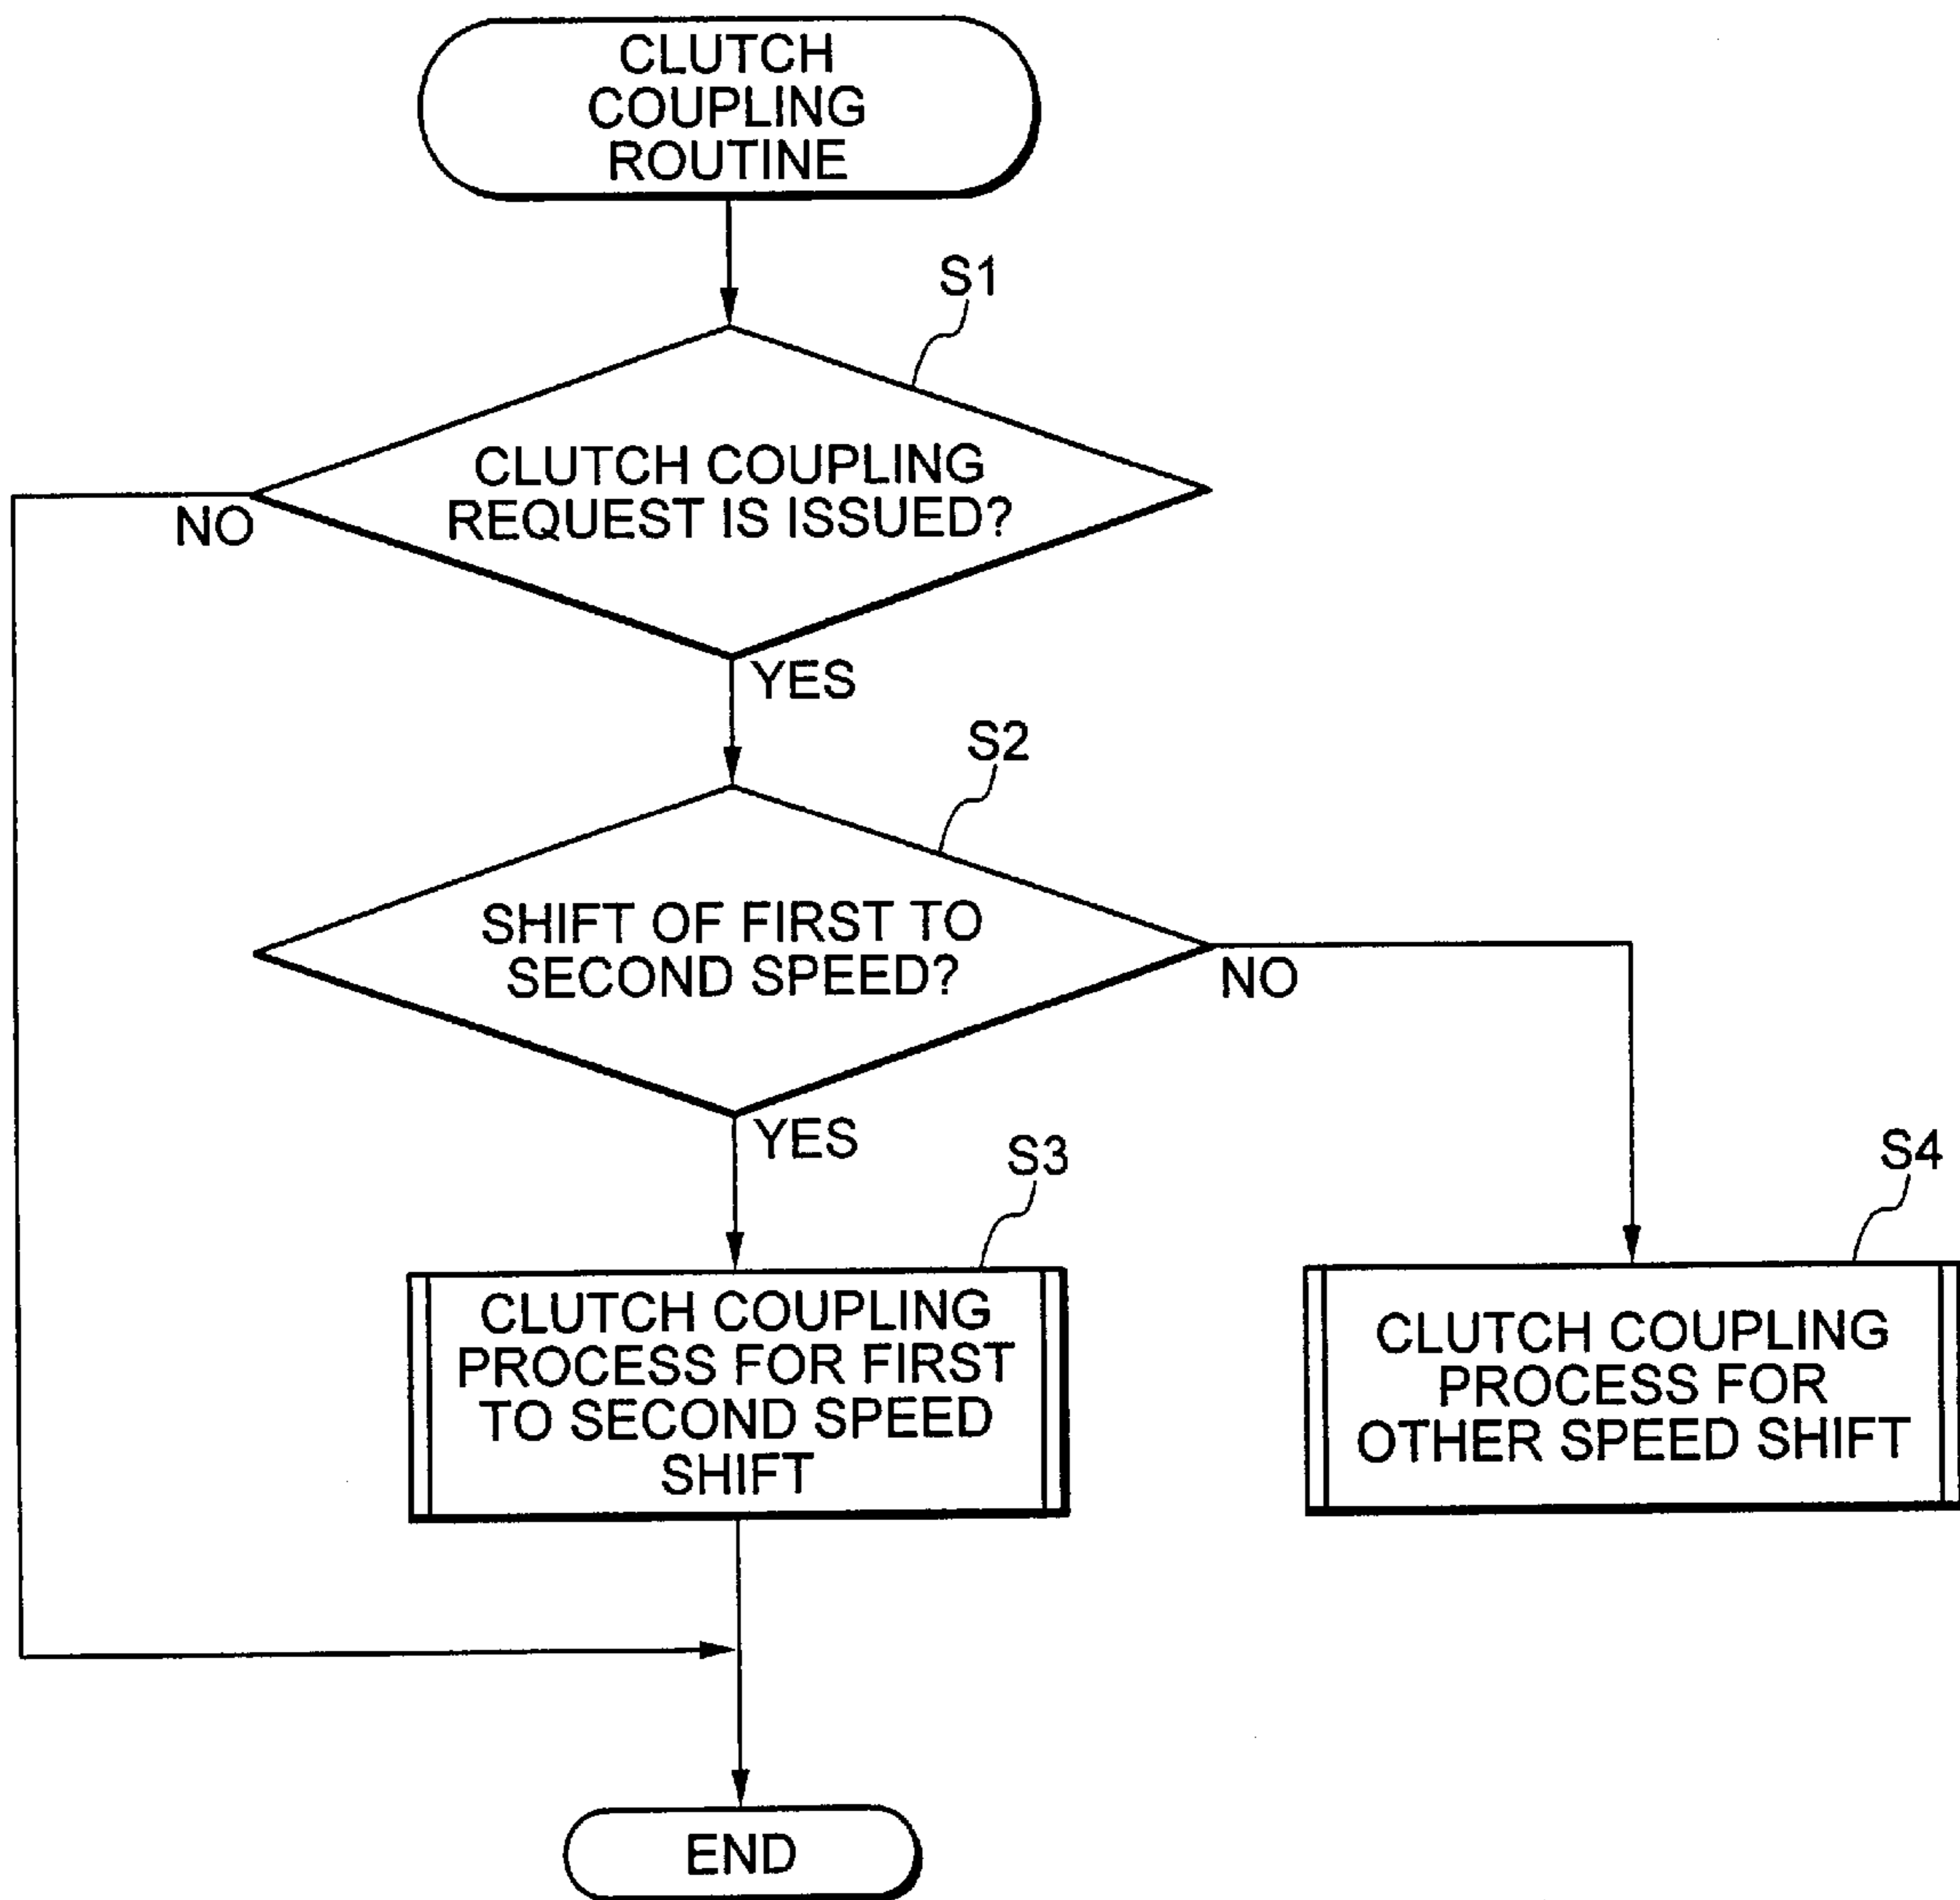 CLUTCH
COUPLING
ROUTINE
S1
CLUTCH COUPLING
REQUEST IS ISSUED?
NO
YES
S2
SHIFT OF FIRST TO
SECOND SPEED?
NO
YES
S3
CLUTCH COUPLING
PROCESS FOR FIRST
TO SECOND SPEED
SHIFT
S4
CLUTCH COUPLING
PROCESS FOR
OTHER SPEED SHIFT
END